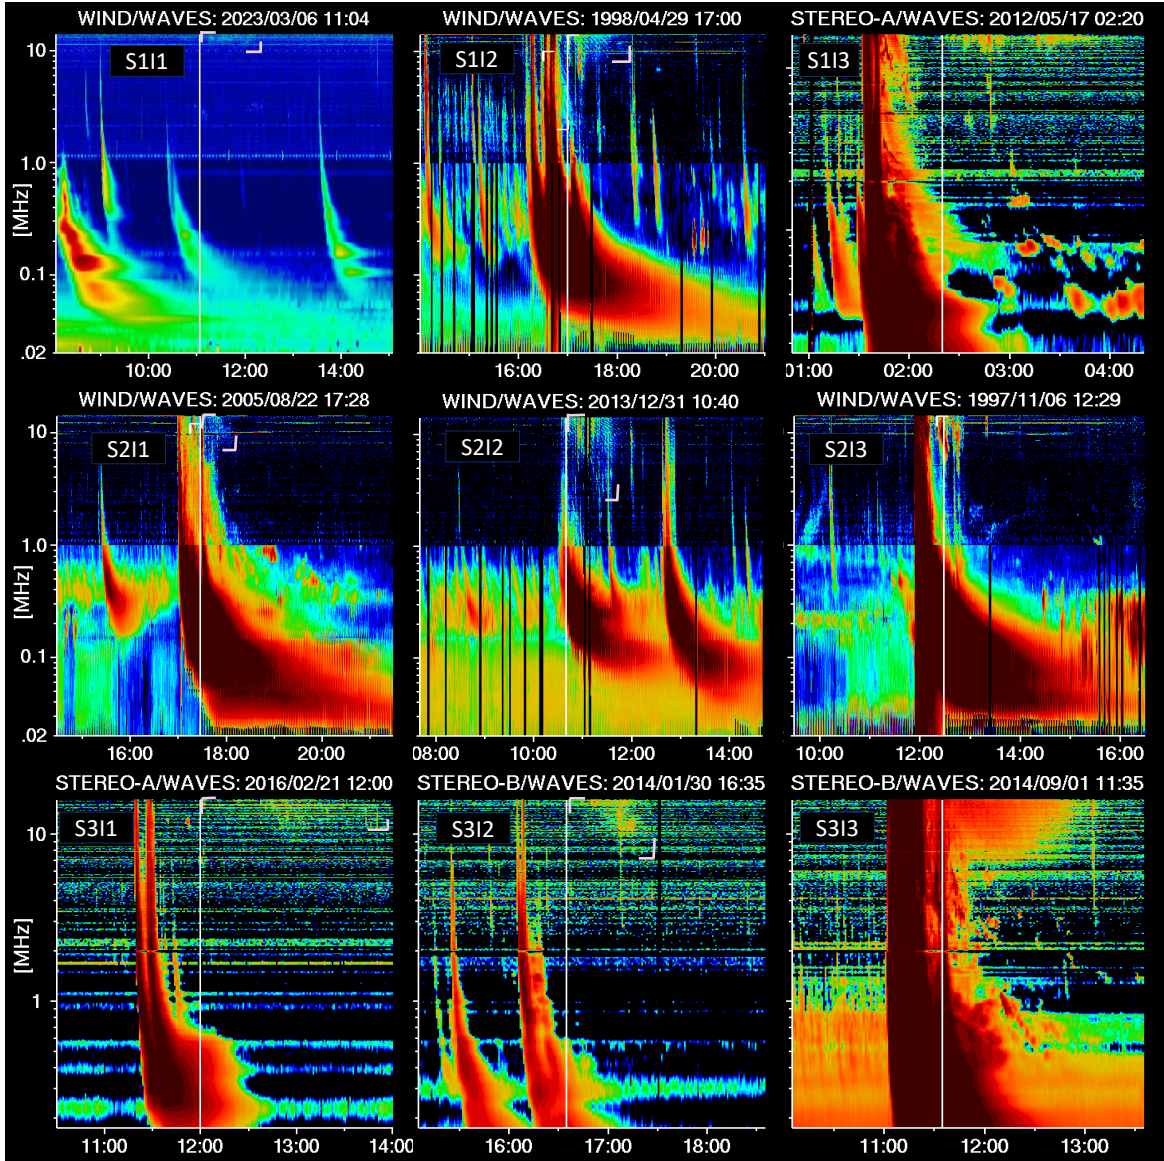 WIND/WAVES: 2023/03/06 11:04
WIND/WAVES: 1998/04/29 17:00
STEREO-A/WAVES: 2012/05/17 02:20
10
S1I1
S1I2
S1I3
1.0
[MHz]
0.1
.02
10:00 12:00 14:00
16:00 18:00 20:00
01:00 02:00 03:00 04:00
WIND/WAVES: 2005/08/22 17:28
WIND/WAVES: 2013/12/31 10:40
WIND/WAVES: 1997/11/06 12:29
10
S2I1
S2I2
S2I3
1.0
[MHz]
0.1
.02
16:00 18:00 20:00
08:00 10:00 12:00 14:00
10:00 12:00 14:00 16:00
STEREO-A/WAVES: 2016/02/21 12:00
STEREO-B/WAVES: 2014/01/30 16:35
STEREO-B/WAVES: 2014/09/01 11:35
10
S3I1
S3I2
S3I3
[MHz]
1
11:00 12:00 13:00 14:00
16:00 17:00 18:00
11:00 12:00 13:00